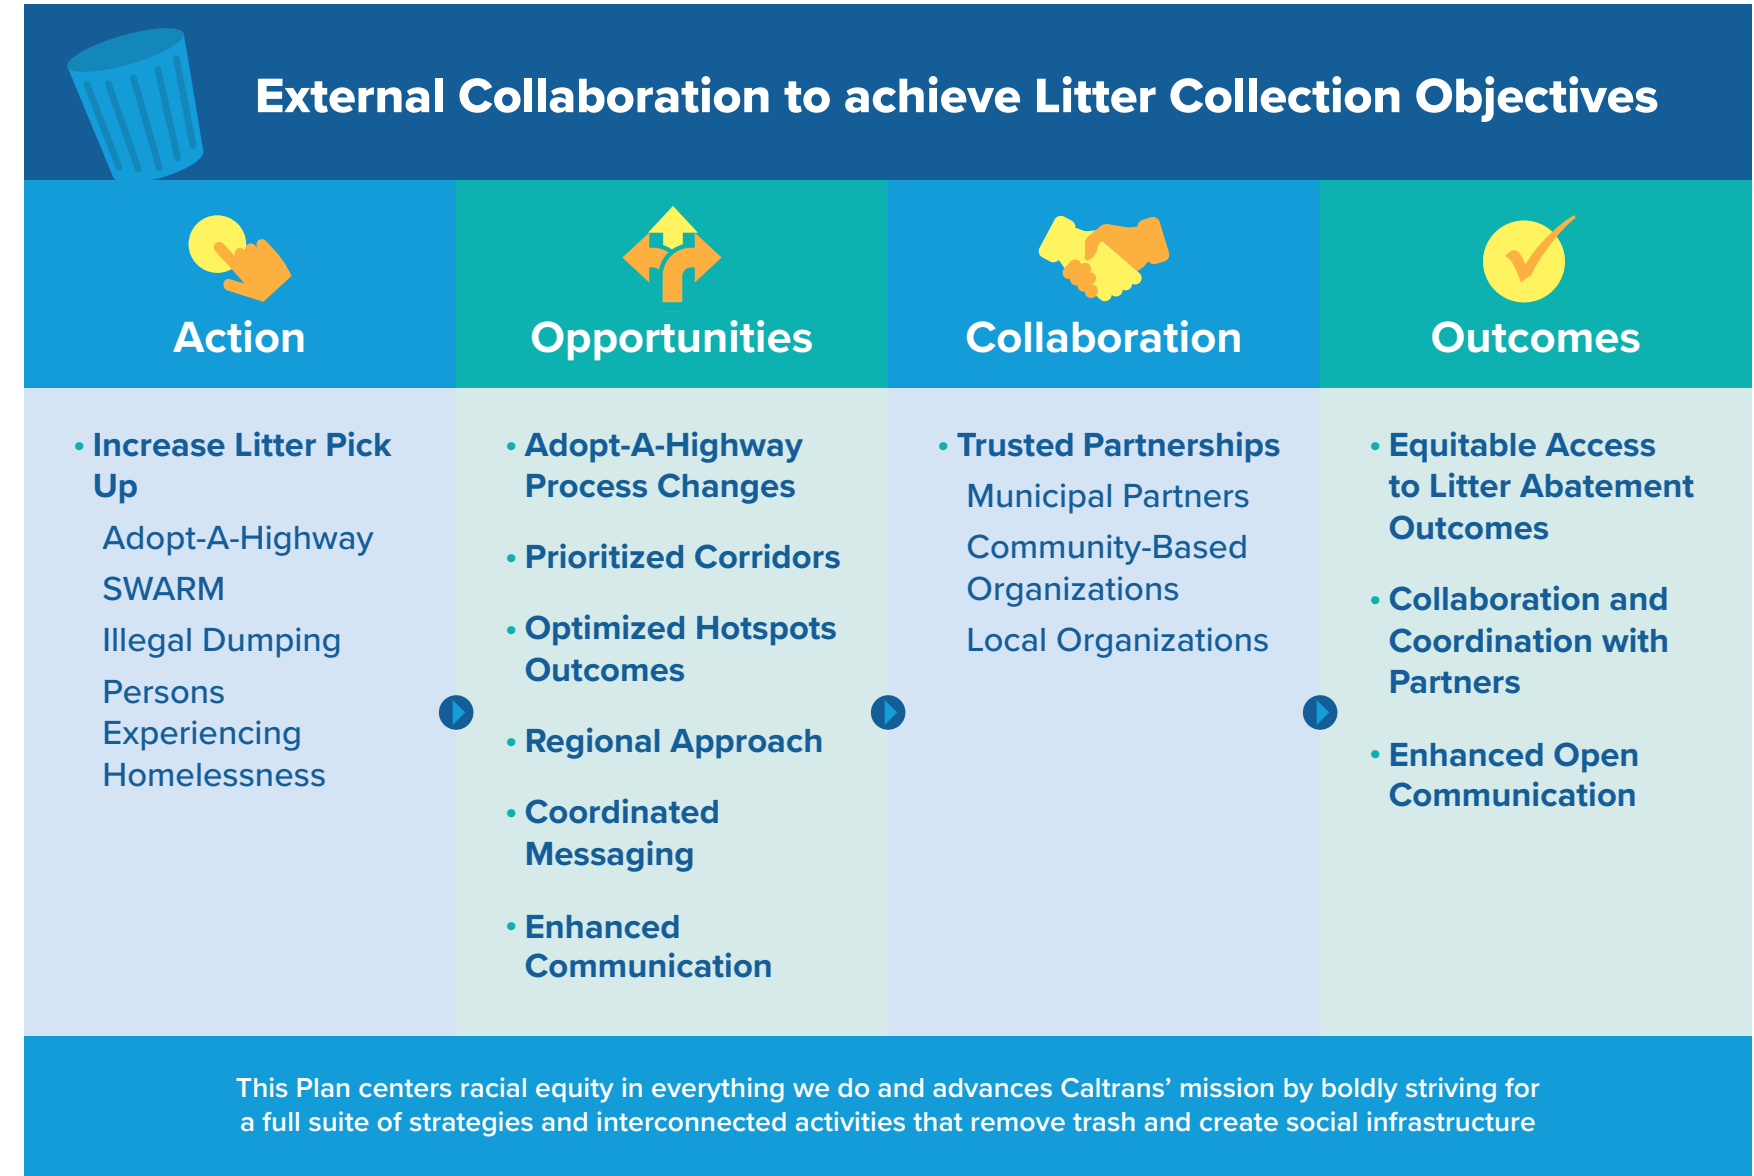 External Collaboration to achieve Litter Collection Objectives
Action
• Increase Litter Pick
Up
Adopt-A-Highway
SWARM
Illegal Dumping
Persons
Experiencing
Homelessness
Opportunities
• Adopt-A-Highway
Process Changes
• Prioritized Corridors
• Optimized Hotspots
Outcomes
• Regional Approach
• Coordinated
Messaging
• Enhanced
Communication
Collaboration
• Trusted Partnerships
Municipal Partners
Community-Based
Organizations
Local Organizations
Outcomes
• Equitable Access
to Litter Abatement
Outcomes
• Collaboration and
Coordination with
Partners
• Enhanced Open
Communication
This Plan centers racial equity in everything we do and advances Caltrans’ mission by boldly striving for
a full suite of strategies and interconnected activities that remove trash and create social infrastructure